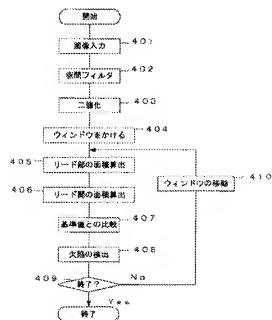 開始
画像入力
401
空間フィルタ
402
二値化
403
ウィンドウをかける
404
405
リード部の面積算出
410
ウィンドウの移動
406
リード間の面積算出
基準値との比較
407
欠陥の検出
408
409
終了?
No
Yes
終了